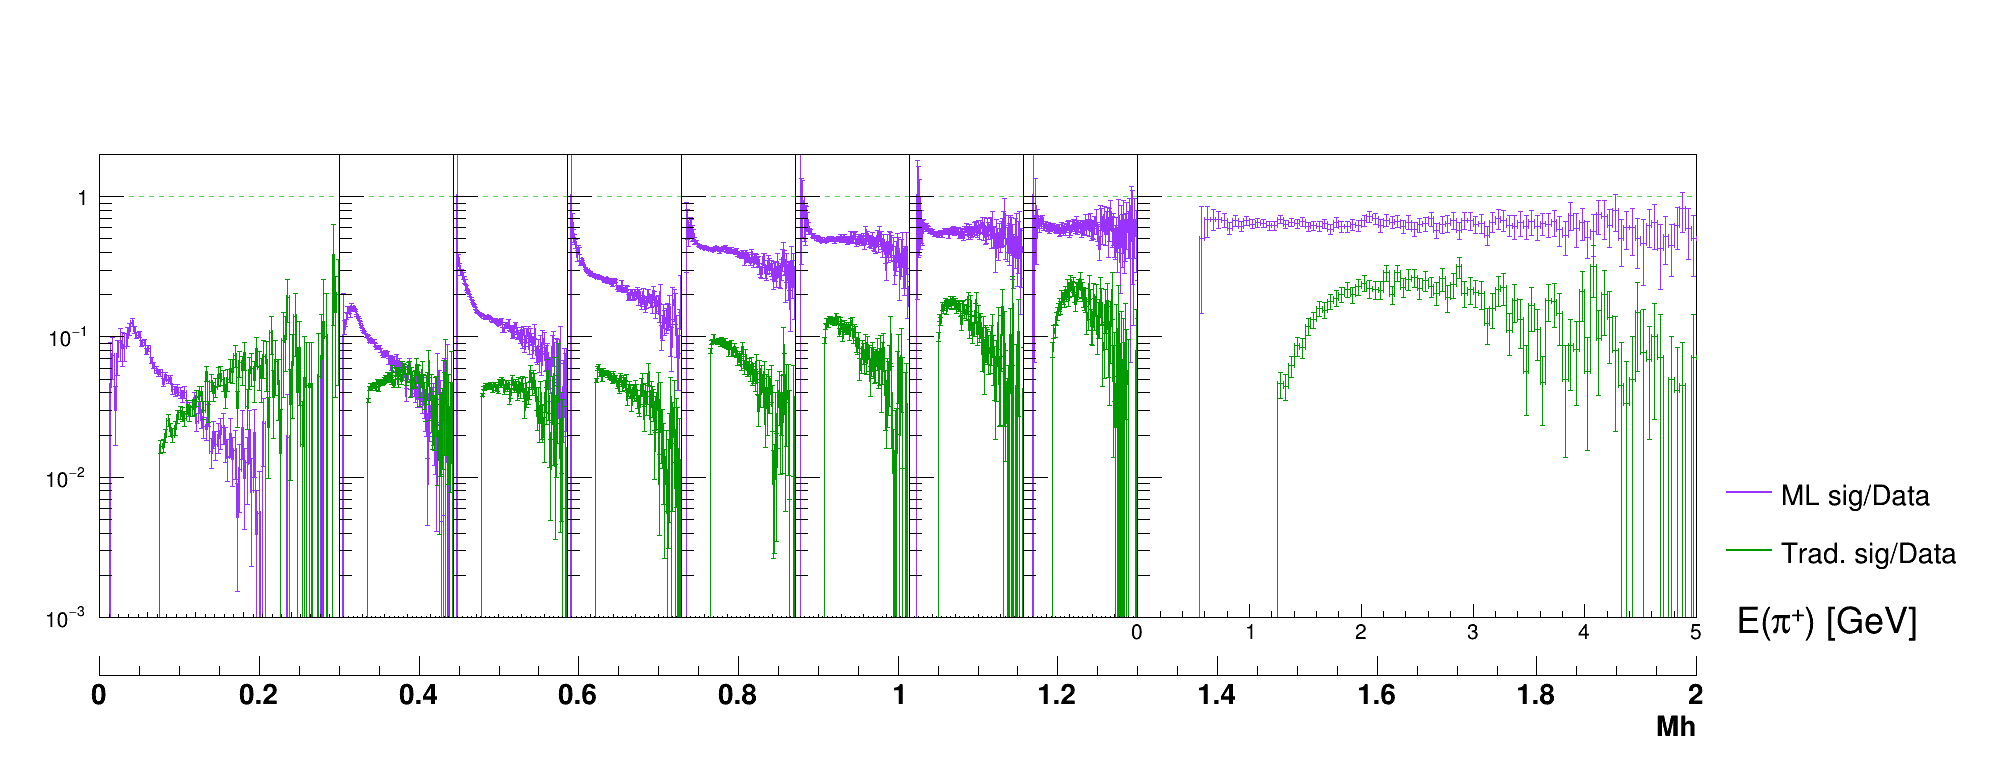 1
10⁻¹
10⁻²
10⁻³
ML sig/Data
Trad. sig/Data
0 1 2 3 4 5
E(π⁺) [GeV]
0 0.2 0.4 0.6 0.8 1 1.2 1.4 1.6 1.8 2
Mh